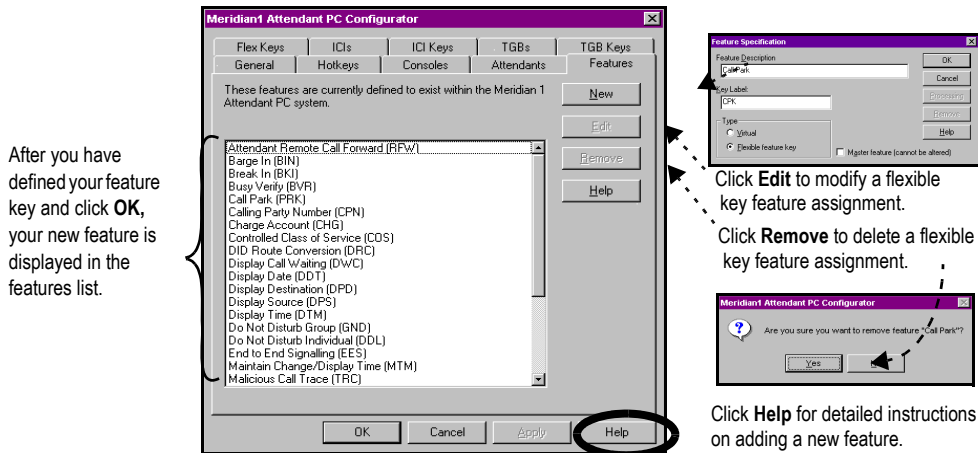 After you have
defined your feature
key and click OK,
your new feature is
displayed in the
features list.
Meridian1 Attendant PC Configurator
Flex Keys
ICIs
ICI Keys
TGBs
TGB Keys
General
Hotkeys
Consoles
Attendants
Features
These features are currently defined to exist within the Meridian 1
Attendant PC system.
New
Edit
Remove
Help
Attendant Remote Call Forward (RFW)
Barge In (BIN)
Break In (BKI)
Busy Verify (BVR)
Call Park (PRK)
Calling Party Number (CPN)
Charge Account (CHG)
Controlled Class of Service (COS)
DID Route Conversion (DRC)
Display Call Waiting (DWC)
Display Date (DDT)
Display Destination (DPD)
Display Source (DPS)
Display Time (DTM)
Do Not Disturb Group (GND)
Do Not Disturb Individual (DDL)
End to End Signalling (EES)
Maintain Change/Display Time (MTM)
Malicious Call Trace (TRC)
OK
Cancel
Apply
Help
Feature Specification
Feature Description
Call Park
Key Label:
CPK
Type
Virtual
Flexible feature key
Master feature (cannot be altered)
OK
Cancel
Processing
Remove
Help
Click Edit to modify a flexible
key feature assignment.
Click Remove to delete a flexible
key feature assignment.
Meridian1 Attendant PC Configurator
Are you sure you want to remove feature "Call Park"?
Yes
Click Help for detailed instructions
on adding a new feature.